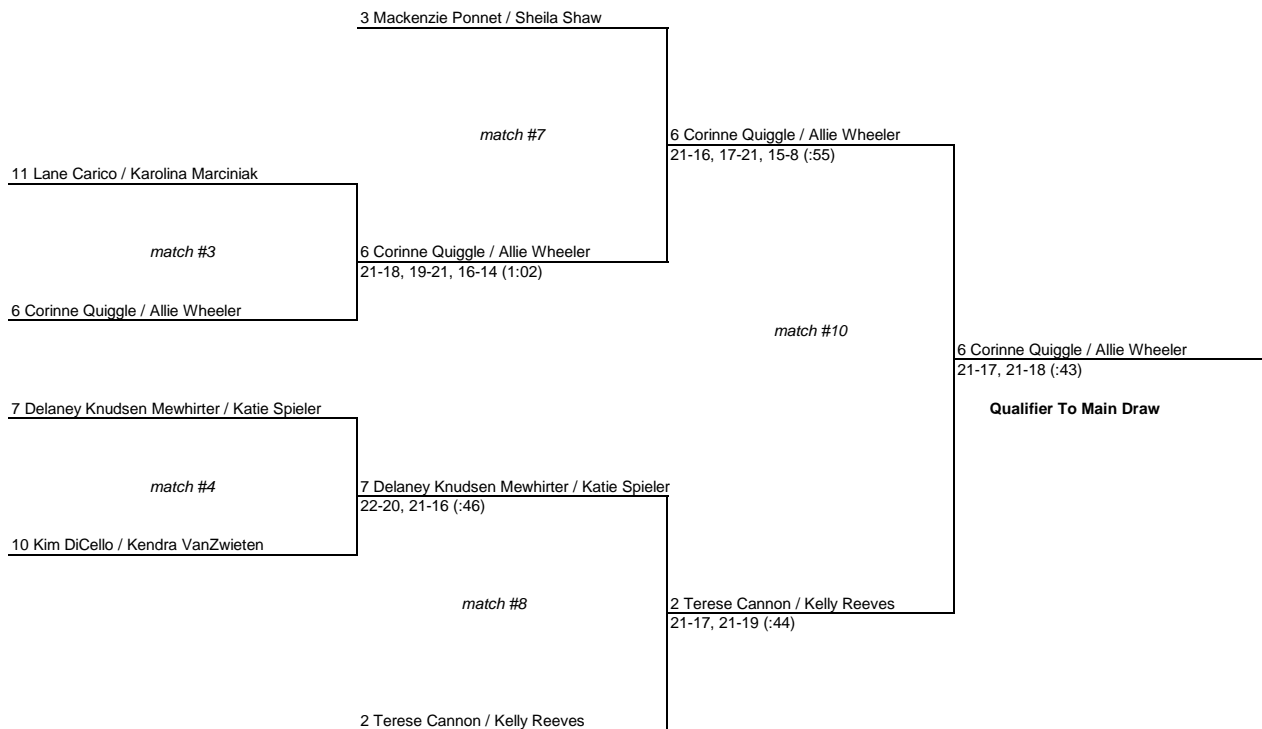 3 Mackenzie Ponnet / Sheila Shaw
match #7
6 Corinne Quiggle / Allie Wheeler
21-16, 17-21, 15-8 (:55)
11 Lane Carico / Karolina Marciniak
match #3
6 Corinne Quiggle / Allie Wheeler
21-18, 19-21, 16-14 (1:02)
6 Corinne Quiggle / Allie Wheeler
match #10
6 Corinne Quiggle / Allie Wheeler
21-17, 21-18 (:43)
7 Delaney Knudsen Mewhirter / Katie Spieler
Qualifier To Main Draw
match #4
7 Delaney Knudsen Mewhirter / Katie Spieler
22-20, 21-16 (:46)
10 Kim DiCello / Kendra VanZwieten
match #8
2 Terese Cannon / Kelly Reeves
21-17, 21-19 (:44)
2 Terese Cannon / Kelly Reeves